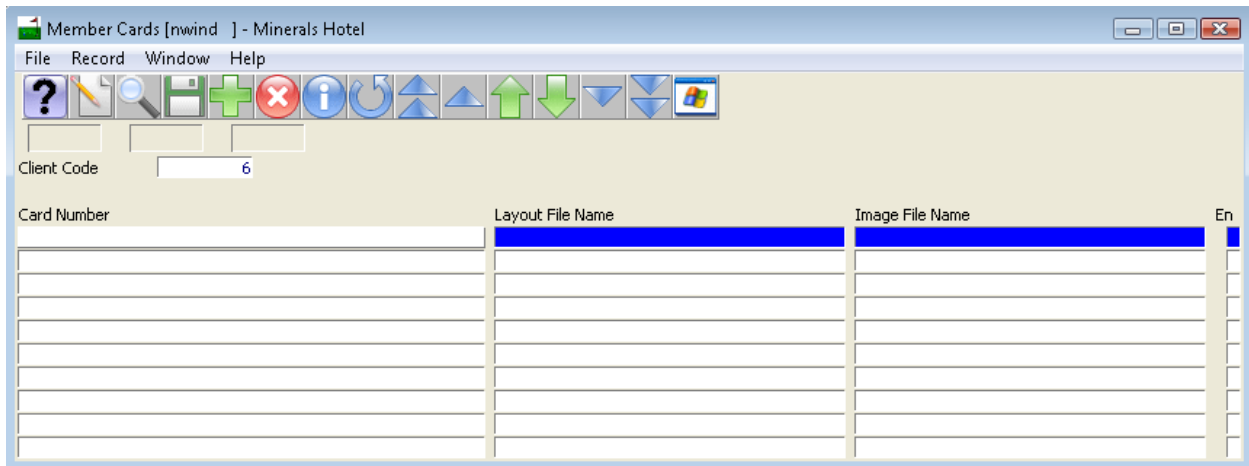 Member Cards [nwind   ] - Minerals Hotel
File Record Window Help
?
Client Code 6
Card Number Layout File Name Image File Name En